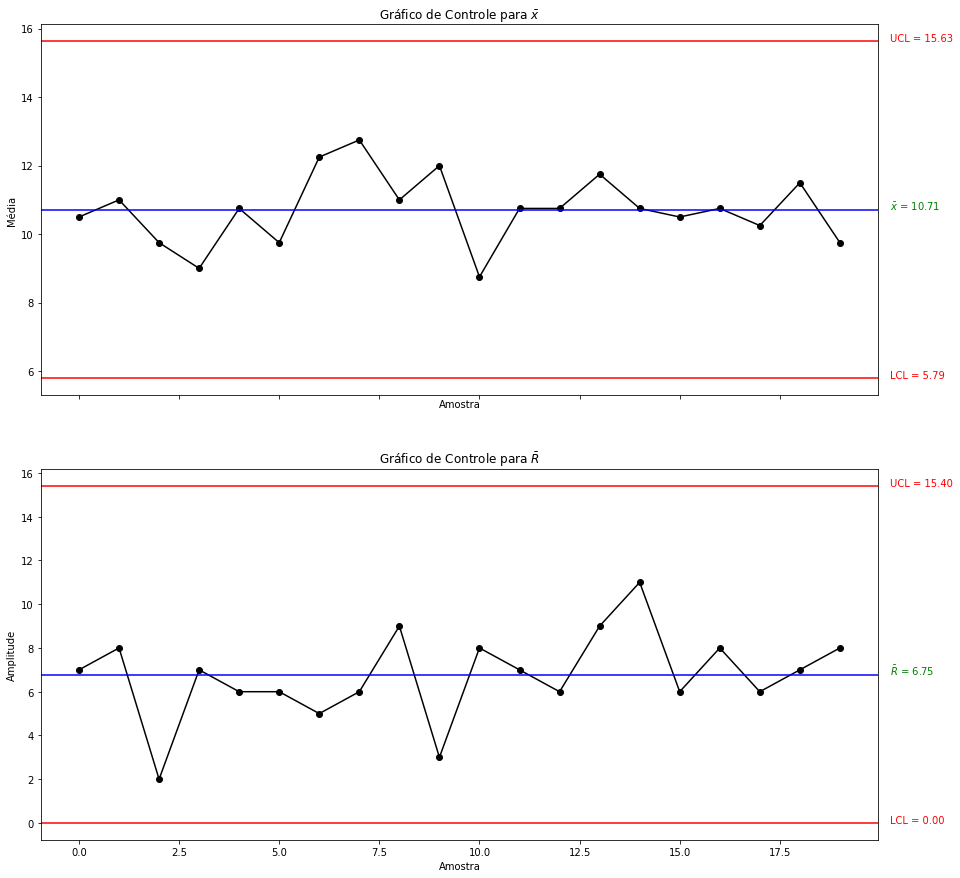 Gráfico de Controle para x̄
16
14
12
10
8
6
Média
Amostra
UCL = 15.63
x̄ = 10.71
LCL = 5.79
Gráfico de Controle para R̄
16
14
12
10
8
6
4
2
0
Amplitude
0.0 2.5 5.0 7.5 10.0 12.5 15.0 17.5
Amostra
UCL = 15.40
R̄ = 6.75
LCL = 0.00